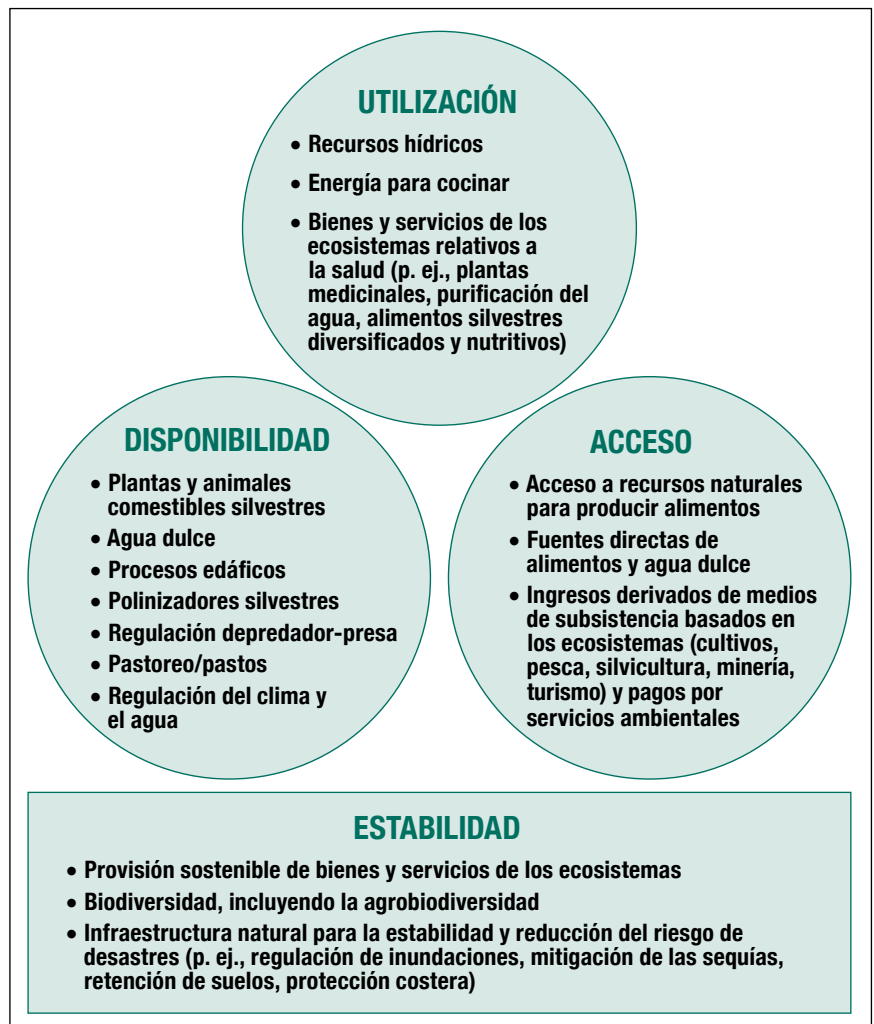 UTILIZACIÓN
• Recursos hídricos
• Energía para cocinar
• Bienes y servicios de los
ecosistemas relativos a
la salud (p. ej., plantas
medicinales, purificación del
agua, alimentos silvestres
diversificados y nutritivos)
DISPONIBILIDAD
• Plantas y animales
comestibles silvestres
• Agua dulce
• Procesos edáficos
• Polinizadores silvestres
• Regulación depredador-presa
• Pastoreo/pastos
• Regulación del clima y
el agua
ACCESO
• Acceso a recursos naturales
para producir alimentos
• Fuentes directas de
alimentos y agua dulce
• Ingresos derivados de medios
de subsistencia basados en
los ecosistemas (cultivos,
pesca, silvicultura, minería,
turismo) y pagos por
servicios ambientales
ESTABILIDAD
• Provisión sostenible de bienes y servicios de los ecosistemas
• Biodiversidad, incluyendo la agrobiodiversidad
• Infraestructura natural para la estabilidad y reducción del riesgo de
desastres (p. ej., regulación de inundaciones, mitigación de las sequías,
retención de suelos, protección costera)